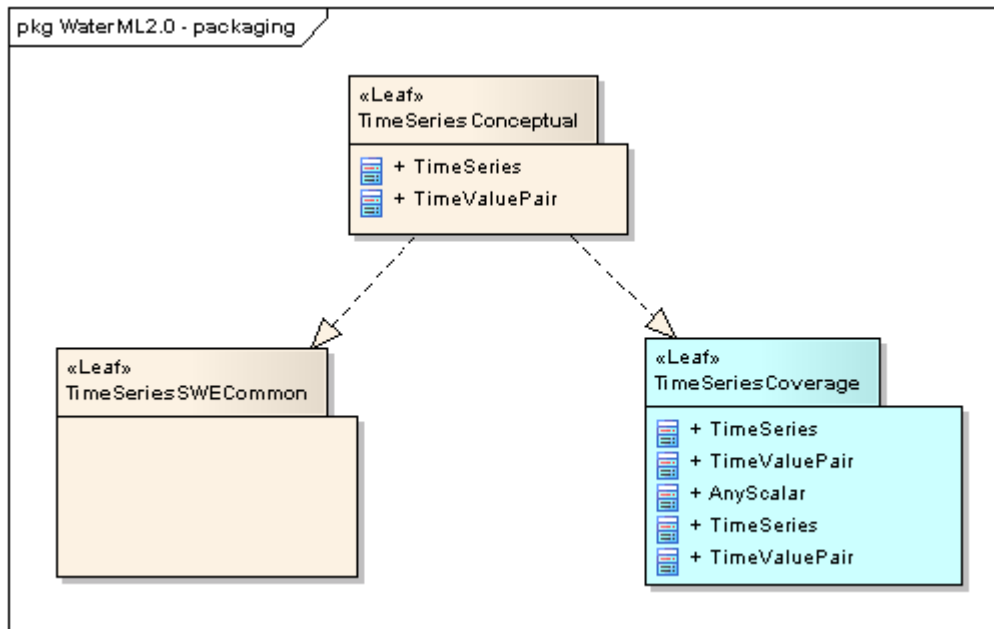 pkg WaterML2.0 - packaging
«Leaf»
TimeSeriesConceptual
+ TimeSeries
+ TimeValuePair
«Leaf»
TimeSeriesSWECommon
«Leaf»
TimeSeriesCoverage
+ TimeSeries
+ TimeValuePair
+ AnyScalar
+ TimeSeries
+ TimeValuePair